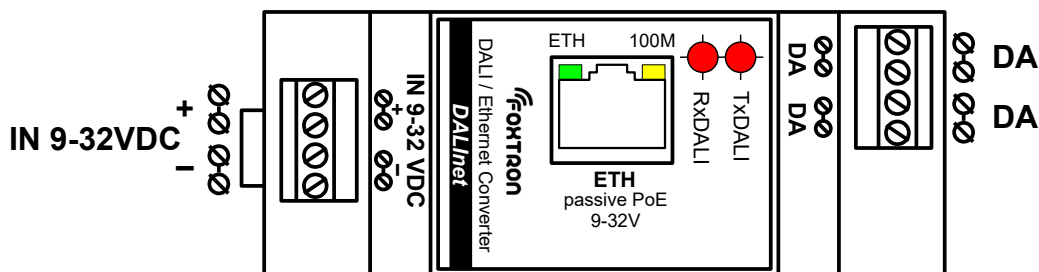 IN 9-32VDC
+
–
+
–
IN 9-32 VDC
DALInet
DALI / Ethernet Converter
FOXTRON
ETH
100M
ETH
passive PoE
9-32V
RxDALI
TxDALI
DA
DA
DA
DA